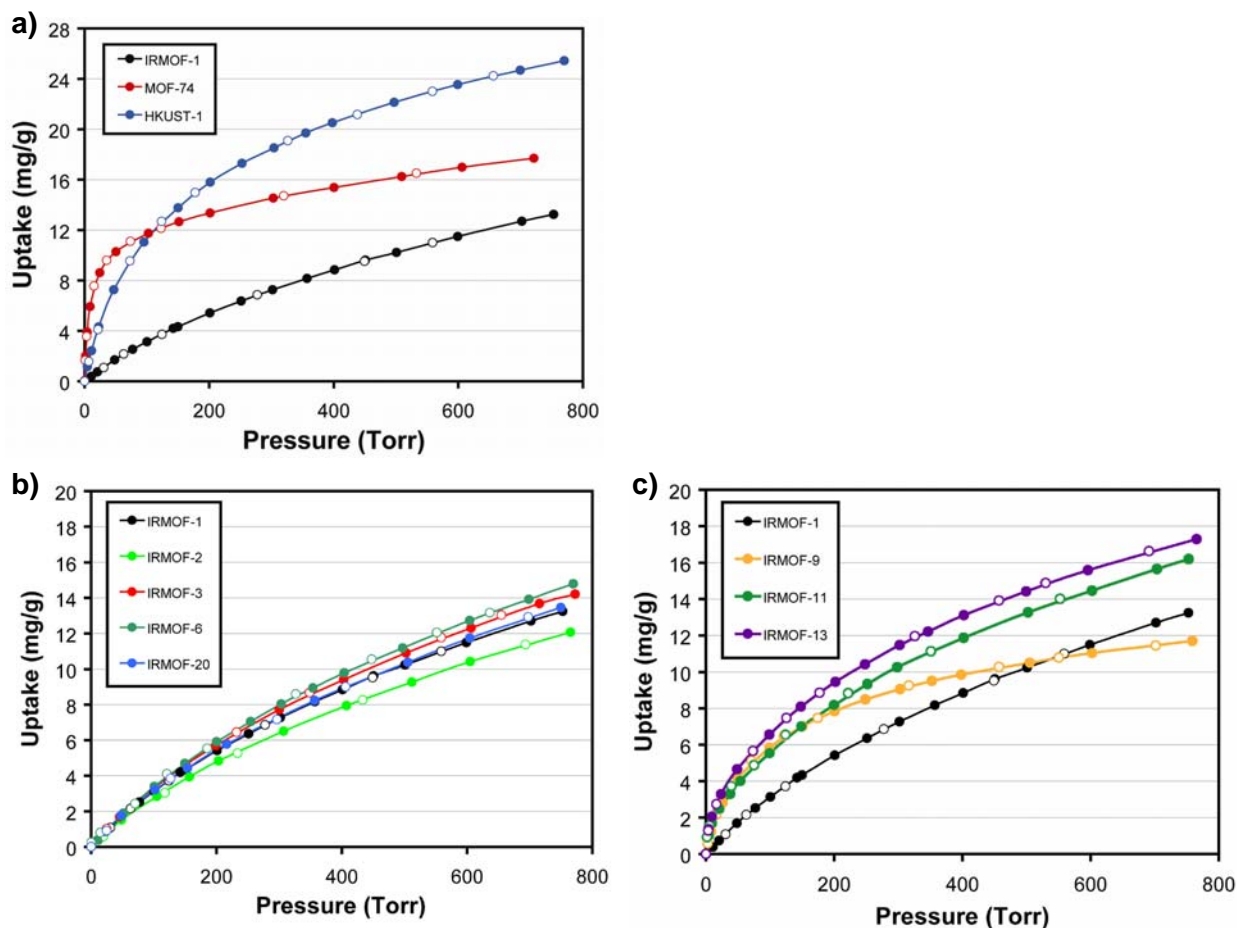 a)
28
24
20
16
12
8
4
0
Uptake (mg/g)
IRMOF-1
MOF-74
HKUST-1
0 200 400 600 800
Pressure (Torr)
b)
20
18
16
14
12
10
8
6
4
2
0
Uptake (mg/g)
IRMOF-1
IRMOF-2
IRMOF-3
IRMOF-6
IRMOF-20
0 200 400 600 800
Pressure (Torr)
c)
20
18
16
14
12
10
8
6
4
2
0
Uptake (mg/g)
IRMOF-1
IRMOF-9
IRMOF-11
IRMOF-13
0 200 400 600 800
Pressure (Torr)